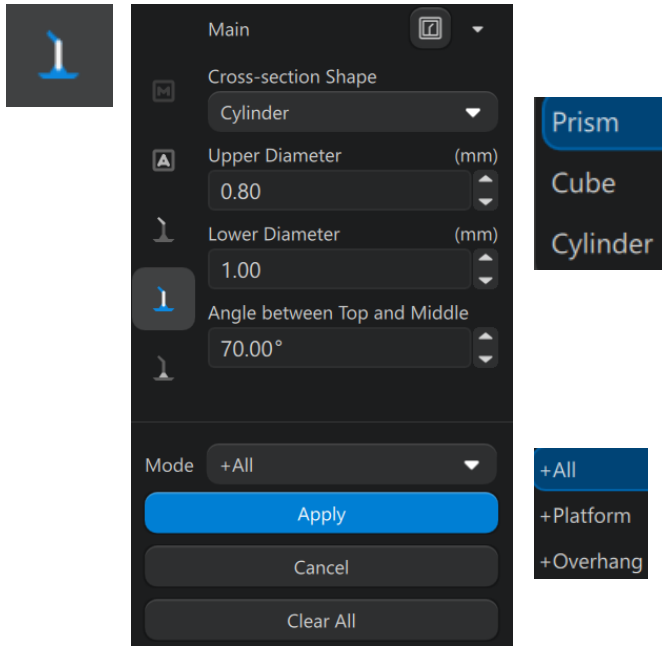 Main
Cross-section Shape
Cylinder
Upper Diameter (mm)
0.80
Lower Diameter (mm)
1.00
Angle between Top and Middle
70.00°
Mode +All
Apply
Cancel
Clear All
Prism
Cube
Cylinder
+All
+Platform
+Overhang
M
A